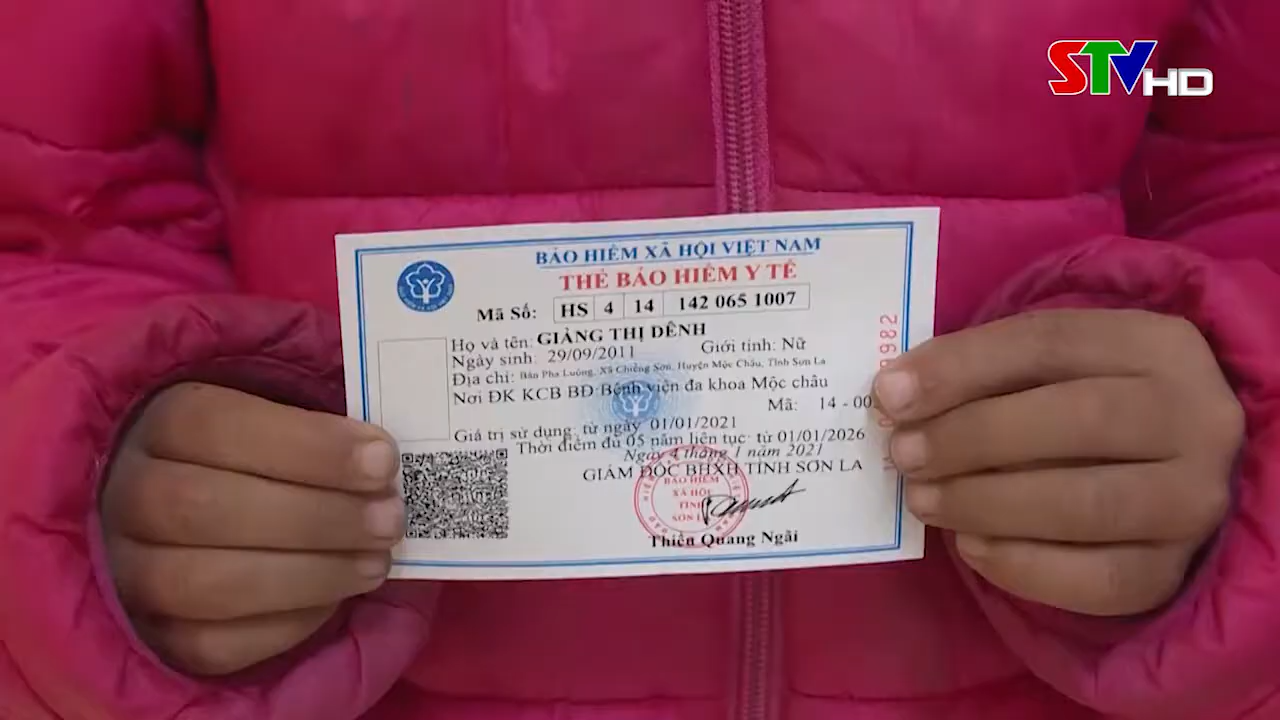 STV HD
BẢO HIỂM XÃ HỘI VIỆT NAM
THẺ BẢO HIỂM Y TẾ
Mã Số: HS 4 14 142 065 1007
Họ và tên: GIÀNG THỊ DÊNH
Ngày sinh: 29/09/2011 Giới tính: Nữ
Địa chỉ: Bản Pha Luông, Xã Chiềng Sơn, Huyện Mộc Châu, Tỉnh Sơn La
Nơi ĐK KCB BĐ: Bệnh viện đa khoa Mộc châu
Mã: 14 - 00
Giá trị sử dụng: từ ngày 01/01/2021
Thời điểm đủ 05 năm liên tục: từ 01/01/2026
Ngày 4 tháng 1 năm 2021
GIÁM ĐỐC BHXH TỈNH SƠN LA
BẢO HIỂM
XÃ HỘI
TỈNH
SƠN L
Thiều Quang Ngãi
982